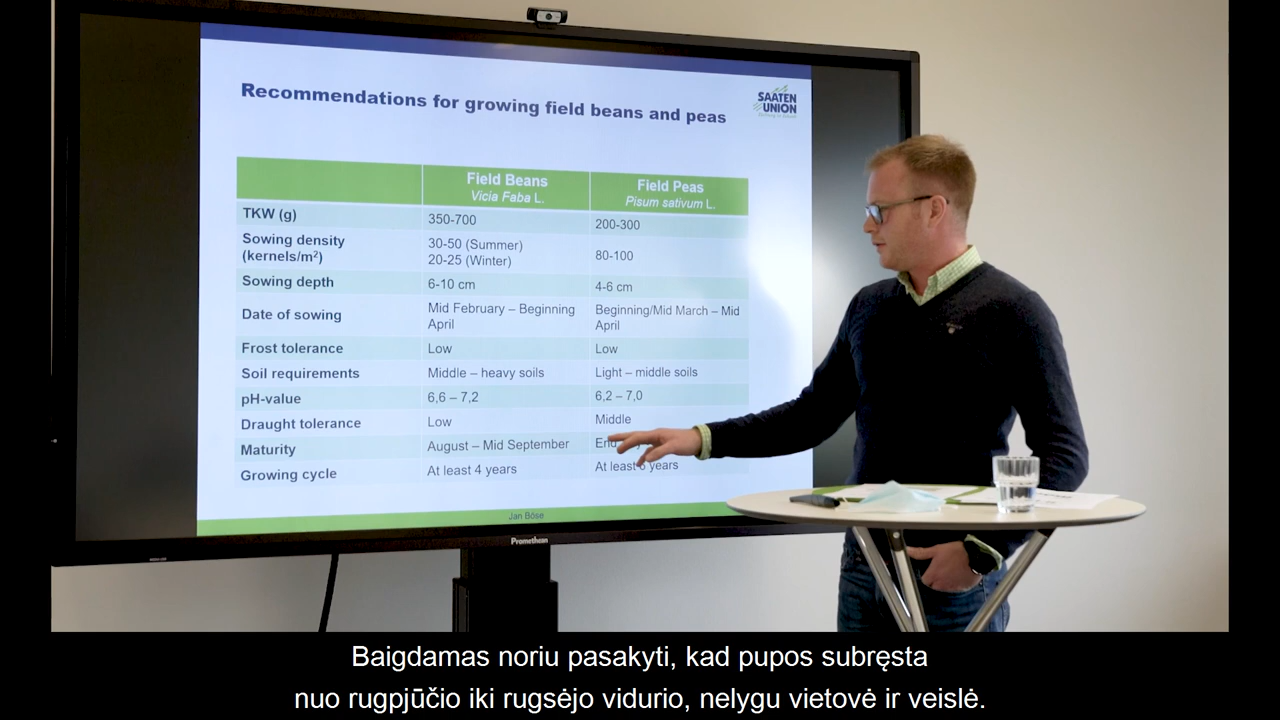 Recommendations for growing field beans and peas
SAATEN
UNION
Field Beans
Vicia Faba L.
Field Peas
Pisum sativum L.
TKW (g)
350-700
200-300
Sowing density
(kernels/m²)
30-50 (Summer)
20-25 (Winter)
80-100
Sowing depth
6-10 cm
4-6 cm
Date of sowing
Mid February – Beginning
April
Beginning/Mid March – Mid
April
Frost tolerance
Low
Low
Soil requirements
Middle – heavy soils
Light – middle soils
pH-value
6,6 – 7,2
6,2 – 7,0
Draught tolerance
Low
Middle
Maturity
August – Mid September
Growing cycle
At least 4 years
At least 6 years
Jan Böse
Promethean
Baigdamas noriu pasakyti, kad pupos subręsta
nuo rugpjūčio iki rugsėjo vidurio, nelygu vietovė ir veislė.